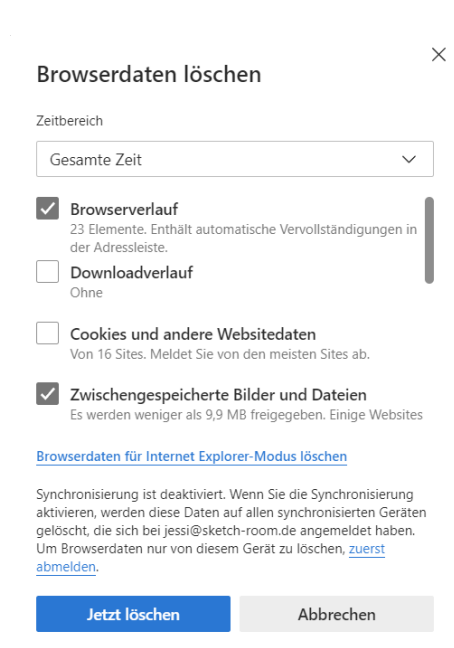 Browserdaten löschen
Zeitbereich
Gesamte Zeit
Browserverlauf
23 Elemente. Enthält automatische Vervollständigungen in
der Adressleiste.
Downloadverlauf
Ohne
Cookies und andere Websitedaten
Von 16 Sites. Meldet Sie von den meisten Sites ab.
Zwischengespeicherte Bilder und Dateien
Es werden weniger als 9,9 MB freigegeben. Einige Websites
Browserdaten für Internet Explorer-Modus löschen
Synchronisierung ist deaktiviert. Wenn Sie die Synchronisierung
aktivieren, werden diese Daten auf allen synchronisierten Geräten
gelöscht, die sich bei jessi@sketch-room.de angemeldet haben.
Um Browserdaten nur von diesem Gerät zu löschen, zuerst
abmelden.
Jetzt löschen
Abbrechen